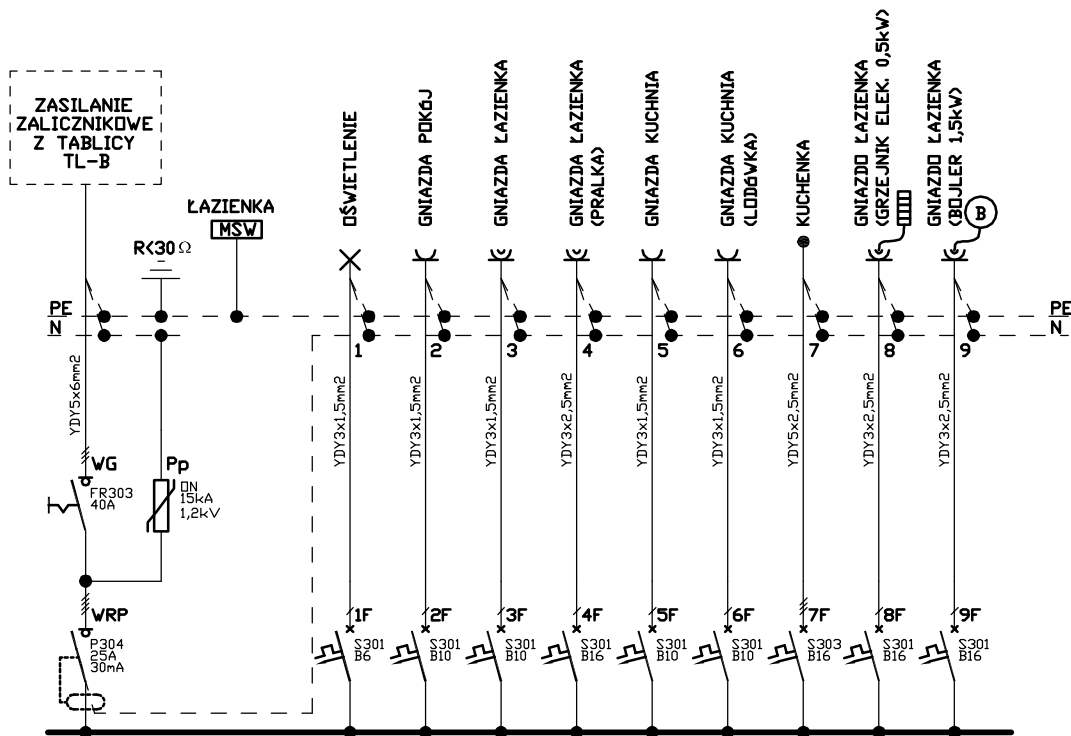 ZASILANIE
ZALICZNIKOWE
Z TABLICY
TL-B
ŁAZIENKA
MSW
R<30Ω
OŚWIETLENIE
GNIAZDA POKÓJ
GNIAZDA ŁAZIENKA
GNIAZDA ŁAZIENKA
(PRALKA)
GNIAZDA KUCHNIA
GNIAZDA KUCHNIA
(LODÓWKA)
KUCHENKA
GNIAZDO ŁAZIENKA
(GRZEJNIK ELEK. 0,5kW)
GNIAZDO ŁAZIENKA
(BOJLER 1,5kW)
B
PE
N
PE
N
1 2 3 4 5 6 7 8 9
YDY5x6mm2
YDY3x1,5mm2
YDY3x1,5mm2
YDY3x1,5mm2
YDY3x2,5mm2
YDY3x1,5mm2
YDY3x1,5mm2
YDY5x2,5mm2
YDY3x2,5mm2
YDY3x2,5mm2
WG
FR303
40A
Pp
ON
15kA
1,2kV
WRP
P304
25A
30mA
1F
S301
B6
2F
S301
B10
3F
S301
B10
4F
S301
B16
5F
S301
B10
6F
S301
B10
7F
S303
B16
8F
S301
B16
9F
S301
B16